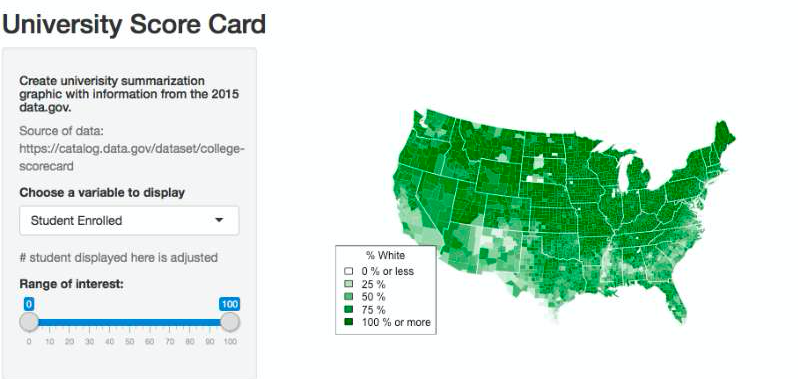 University Score Card
Create univerisity summarization
graphic with information from the 2015
data.gov.
Source of data:
https://catalog.data.gov/dataset/college-
scorecard
Choose a variable to display
Student Enrolled
# student displayed here is adjusted
Range of interest:
0 100
0 10 20 30 40 50 60 70 80 90 100
% White
0 % or less
25 %
50 %
75 %
100 % or more